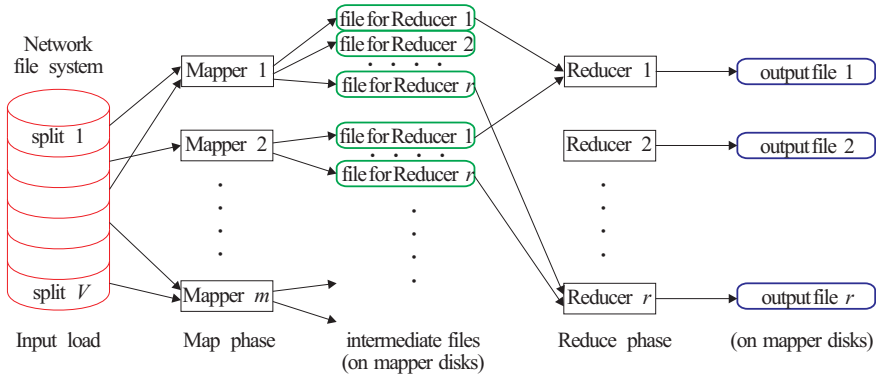 Network
file system
split 1
split V
Input load
Mapper 1
Mapper 2
Mapper m
Map phase
file for Reducer 1
file for Reducer 2
file for Reducer r
file for Reducer 1
file for Reducer r
intermediate files
(on mapper disks)
Reducer 1
Reducer 2
Reducer r
Reduce phase
output file 1
output file 2
output file r
(on mapper disks)